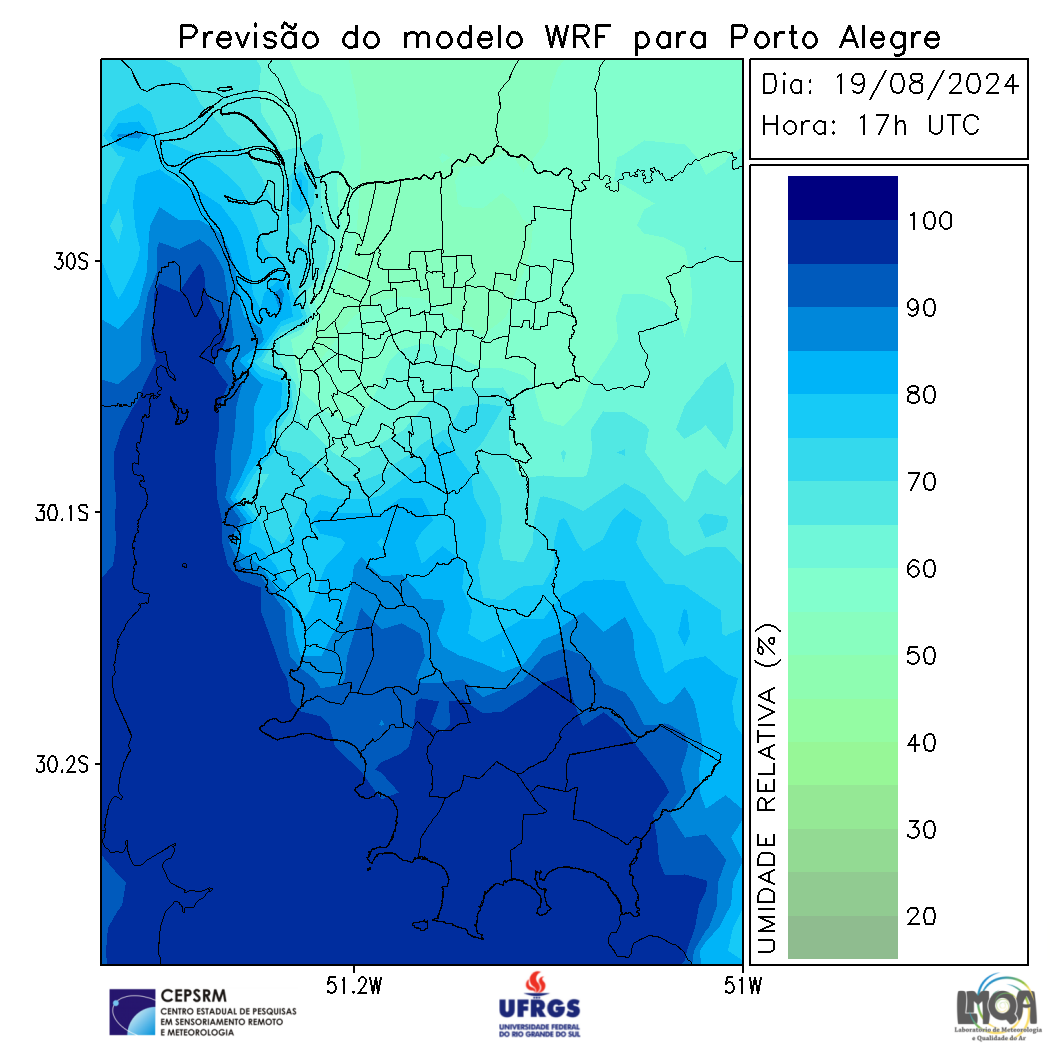 Previsão do modelo WRF para Porto Alegre
Dia: 19/08/2024
Hora: 17h UTC
30S
30.1S
30.2S
51.2W
51W
100
90
80
70
60
50
40
30
20
UMIDADE RELATIVA (%)
CEPSRM
CENTRO ESTADUAL DE PESQUISAS
EM SENSORIAMENTO REMOTO
E METEOROLOGIA
UFRGS
UNIVERSIDADE FEDERAL
DO RIO GRANDE DO SUL
LMQA
Laboratório de Meteorologia
e Qualidade do Ar